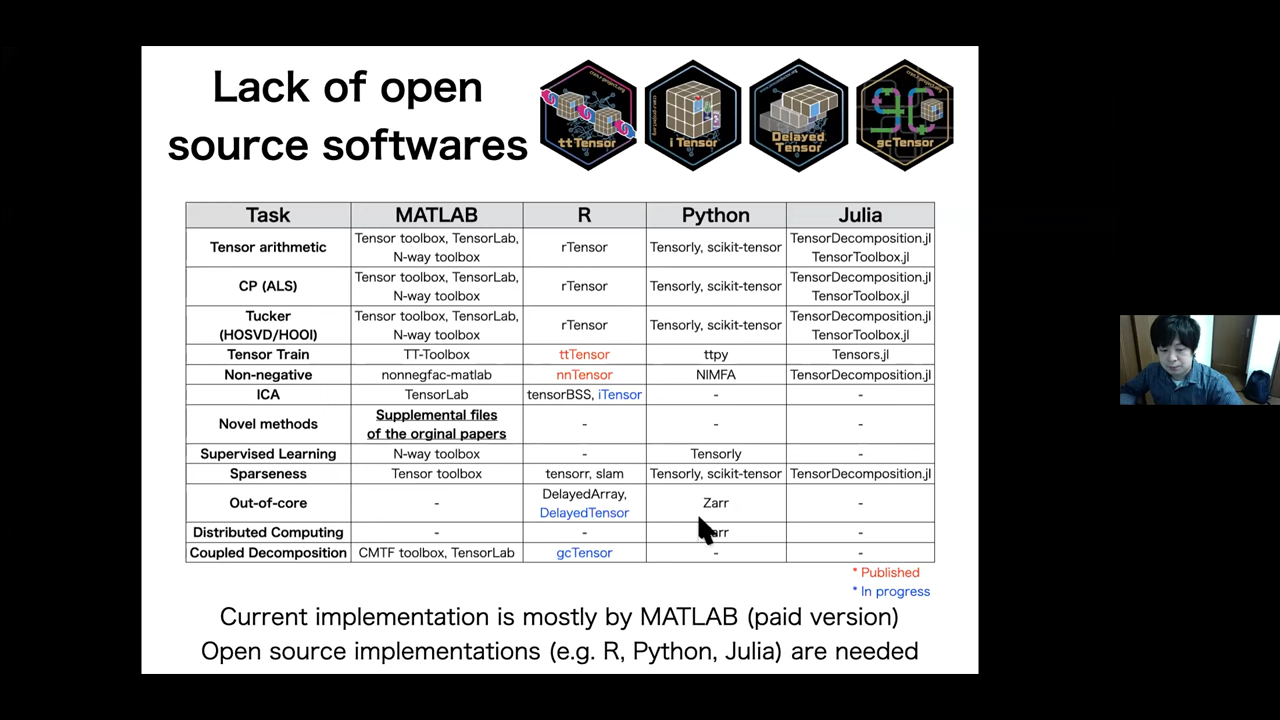 Lack of open
source softwares
ttTensor
iTensor
Delayed
Tensor
gcTensor
Task MATLAB R Python Julia
Tensor arithmetic Tensor toolbox, TensorLab, N-way toolbox rTensor Tensorly, scikit-tensor TensorDecomposition.jl TensorToolbox.jl
CP (ALS) Tensor toolbox, TensorLab, N-way toolbox rTensor Tensorly, scikit-tensor TensorDecomposition.jl TensorToolbox.jl
Tucker (HOSVD/HOOI) Tensor toolbox, TensorLab, N-way toolbox rTensor Tensorly, scikit-tensor TensorDecomposition.jl TensorToolbox.jl
Tensor Train TT-Toolbox ttTensor ttpy Tensors.jl
Non-negative nonnegfac-matlab nnTensor NIMFA TensorDecomposition.jl
ICA TensorLab tensorBSS, iTensor - -
Novel methods Supplemental files of the orginal papers - - -
Supervised Learning N-way toolbox - Tensorly -
Sparseness Tensor toolbox tensorr, slam Tensorly, scikit-tensor TensorDecomposition.jl
Out-of-core - DelayedArray, DelayedTensor Zarr -
Distributed Computing - - arr -
Coupled Decomposition CMTF toolbox, TensorLab gcTensor - -
* Published
* In progress
Current implementation is mostly by MATLAB (paid version)
Open source implementations (e.g. R, Python, Julia) are needed